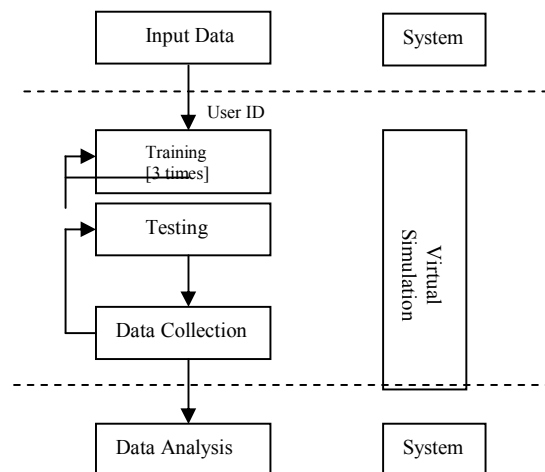 Input Data
System
User ID
Training
[3 times]
Testing
Virtual
Simulation
Data Collection
Data Analysis
System